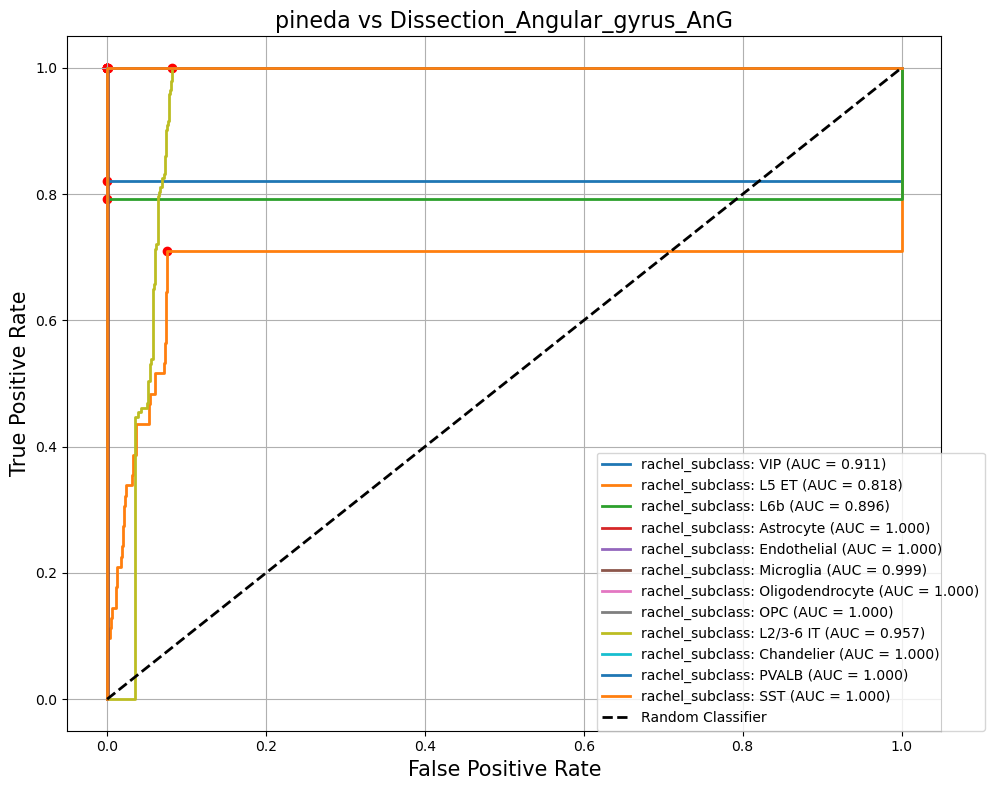 pineda vs Dissection_Angular_gyrus_AnG
1.0
0.8
0.6
0.4
0.2
0.0
True Positive Rate
rachel_subclass: VIP (AUC = 0.911)
rachel_subclass: L5 ET (AUC = 0.818)
rachel_subclass: L6b (AUC = 0.896)
rachel_subclass: Astrocyte (AUC = 1.000)
rachel_subclass: Endothelial (AUC = 1.000)
rachel_subclass: Microglia (AUC = 0.999)
rachel_subclass: Oligodendrocyte (AUC = 1.000)
rachel_subclass: OPC (AUC = 1.000)
rachel_subclass: L2/3-6 IT (AUC = 0.957)
rachel_subclass: Chandelier (AUC = 1.000)
rachel_subclass: PVALB (AUC = 1.000)
rachel_subclass: SST (AUC = 1.000)
Random Classifier
0.0 0.2 0.4 0.6 0.8 1.0
False Positive Rate